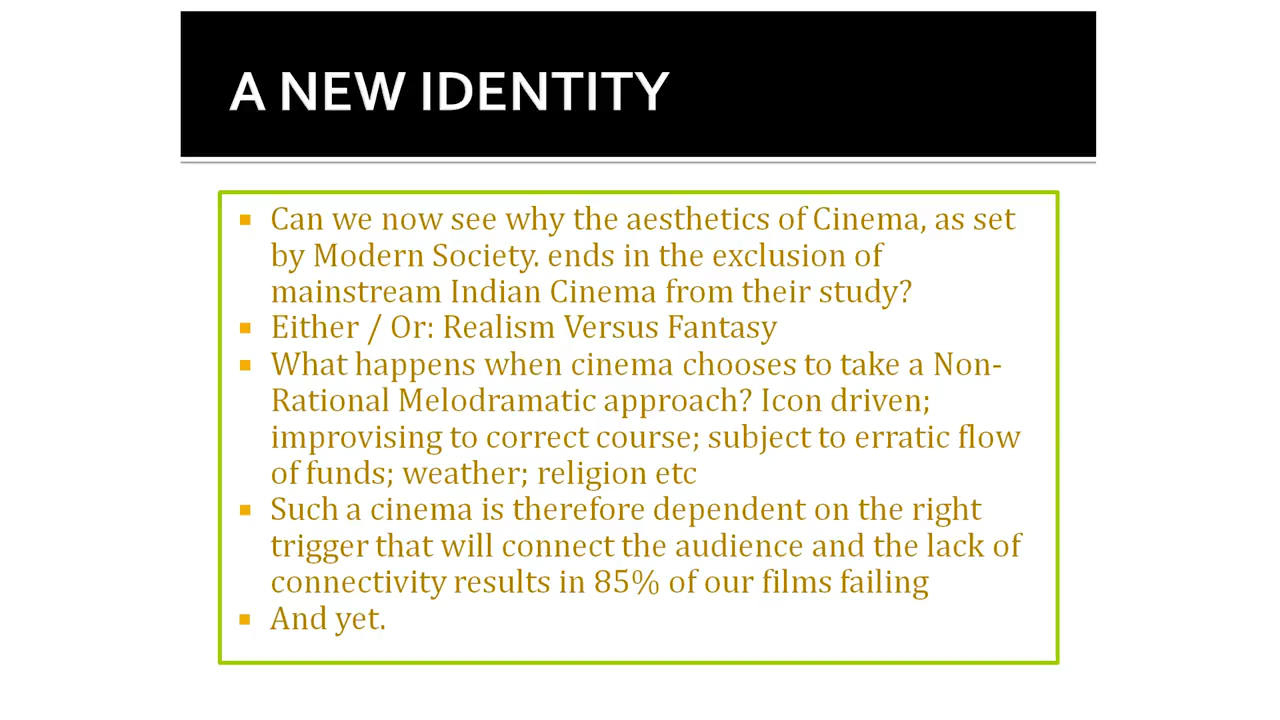 A NEW IDENTITY
▪ Can we now see why the aesthetics of Cinema, as set
by Modern Society. ends in the exclusion of
mainstream Indian Cinema from their study?
▪ Either / Or: Realism Versus Fantasy
▪ What happens when cinema chooses to take a Non-
Rational Melodramatic approach? Icon driven;
improvising to correct course; subject to erratic flow
of funds; weather; religion etc
▪ Such a cinema is therefore dependent on the right
trigger that will connect the audience and the lack of
connectivity results in 85% of our films failing
▪ And yet.